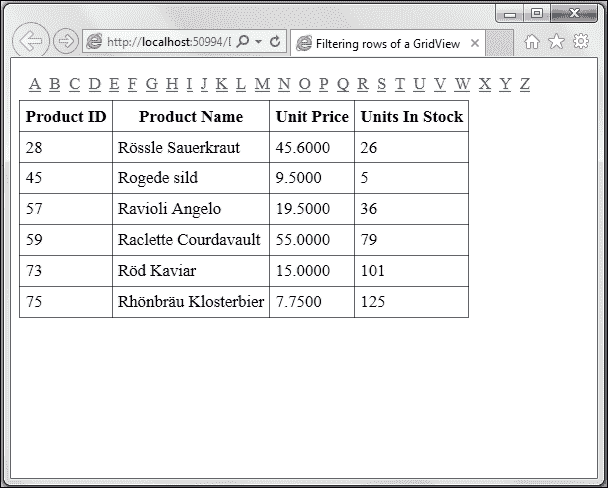 http://localhost:50994/
Filtering rows of a GridView
A B C D E F G H I J K L M N O P Q R S T U V W X Y Z
Product ID Product Name Unit Price Units In Stock
28 Rössle Sauerkraut 45.6000 26
45 Rogede sild 9.5000 5
57 Ravioli Angelo 19.5000 36
59 Raclette Courdavault 55.0000 79
73 Röd Kaviar 15.0000 101
75 Rhönbräu Klosterbier 7.7500 125